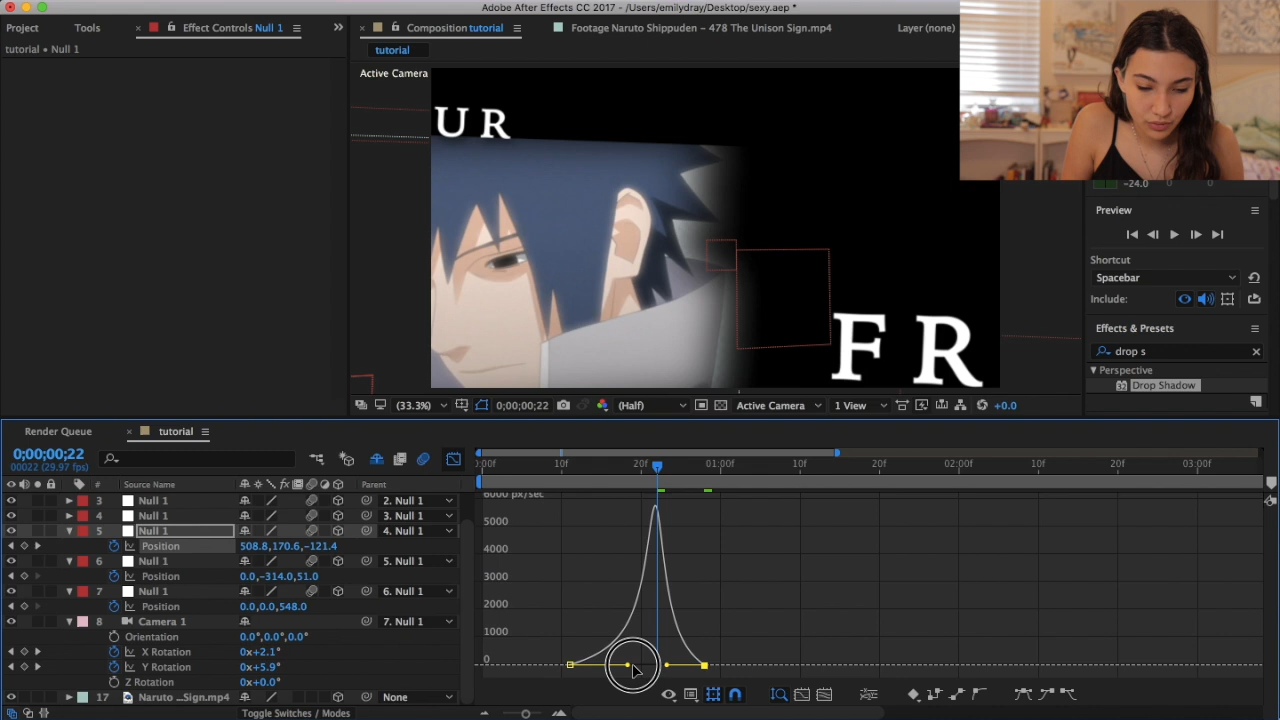 Adobe After Effects CC 2017 - /Users/emilydray/Desktop/sexy.aep *
Project
Tools
Effect Controls Null 1
Composition tutorial
Footage Naruto Shippuden – 478 The Unison Sign.mp4
Layer (none)
tutorial • Null 1
tutorial
Active Camera
U R
F R
-24.0
0
0
Preview
Shortcut
Spacebar
Include:
Effects & Presets
drop s
Perspective
Drop Shadow
(33.3%)
0;00;00;22
(Half)
Active Camera
1 View
+0.0
Render Queue
tutorial
0;00;00;22
00022 (29.97 fps)
:00f
10f
20f
01:00f
10f
20f
02:00f
10f
20f
03:00f
#
Source Name
Parent
6000 px/sec
5000
4000
3000
2000
1000
0
3 Null 1 2. Null 1
4 Null 1 3. Null 1
5 Null 1 4. Null 1
Position 508.8,170.6,-121.4
6 Null 1 5. Null 1
Position 0.0,-314.0,51.0
7 Null 1 6. Null 1
Position 0.0,0.0,548.0
8 Camera 1 7. Null 1
Orientation 0.0°,0.0°,0.0°
X Rotation 0x+2.1°
Y Rotation 0x+5.9°
Z Rotation 0x+0.0°
17 Naruto ...Sign.mp4 None
Toggle Switches / Modes